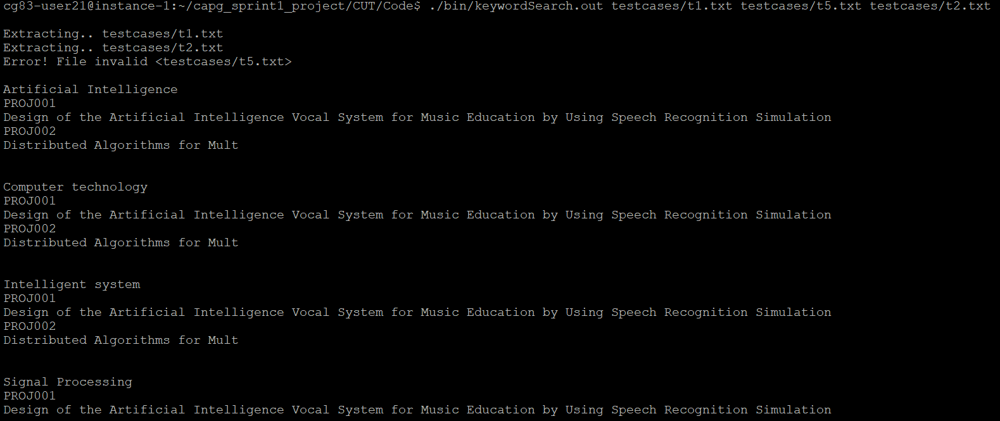 cg83-user21@instance-1:~/capg_sprint1_project/CUT/Code$ ./bin/keywordSearch.out testcases/t1.txt testcases/t5.txt testcases/t2.txt
Extracting.. testcases/t1.txt
Extracting.. testcases/t2.txt
Error! File invalid <testcases/t5.txt>
Artificial Intelligence
PROJ001
Design of the Artificial Intelligence Vocal System for Music Education by Using Speech Recognition Simulation
PROJ002
Distributed Algorithms for Mult
Computer technology
PROJ001
Design of the Artificial Intelligence Vocal System for Music Education by Using Speech Recognition Simulation
PROJ002
Distributed Algorithms for Mult
Intelligent system
PROJ001
Design of the Artificial Intelligence Vocal System for Music Education by Using Speech Recognition Simulation
PROJ002
Distributed Algorithms for Mult
Signal Processing
PROJ001
Design of the Artificial Intelligence Vocal System for Music Education by Using Speech Recognition Simulation